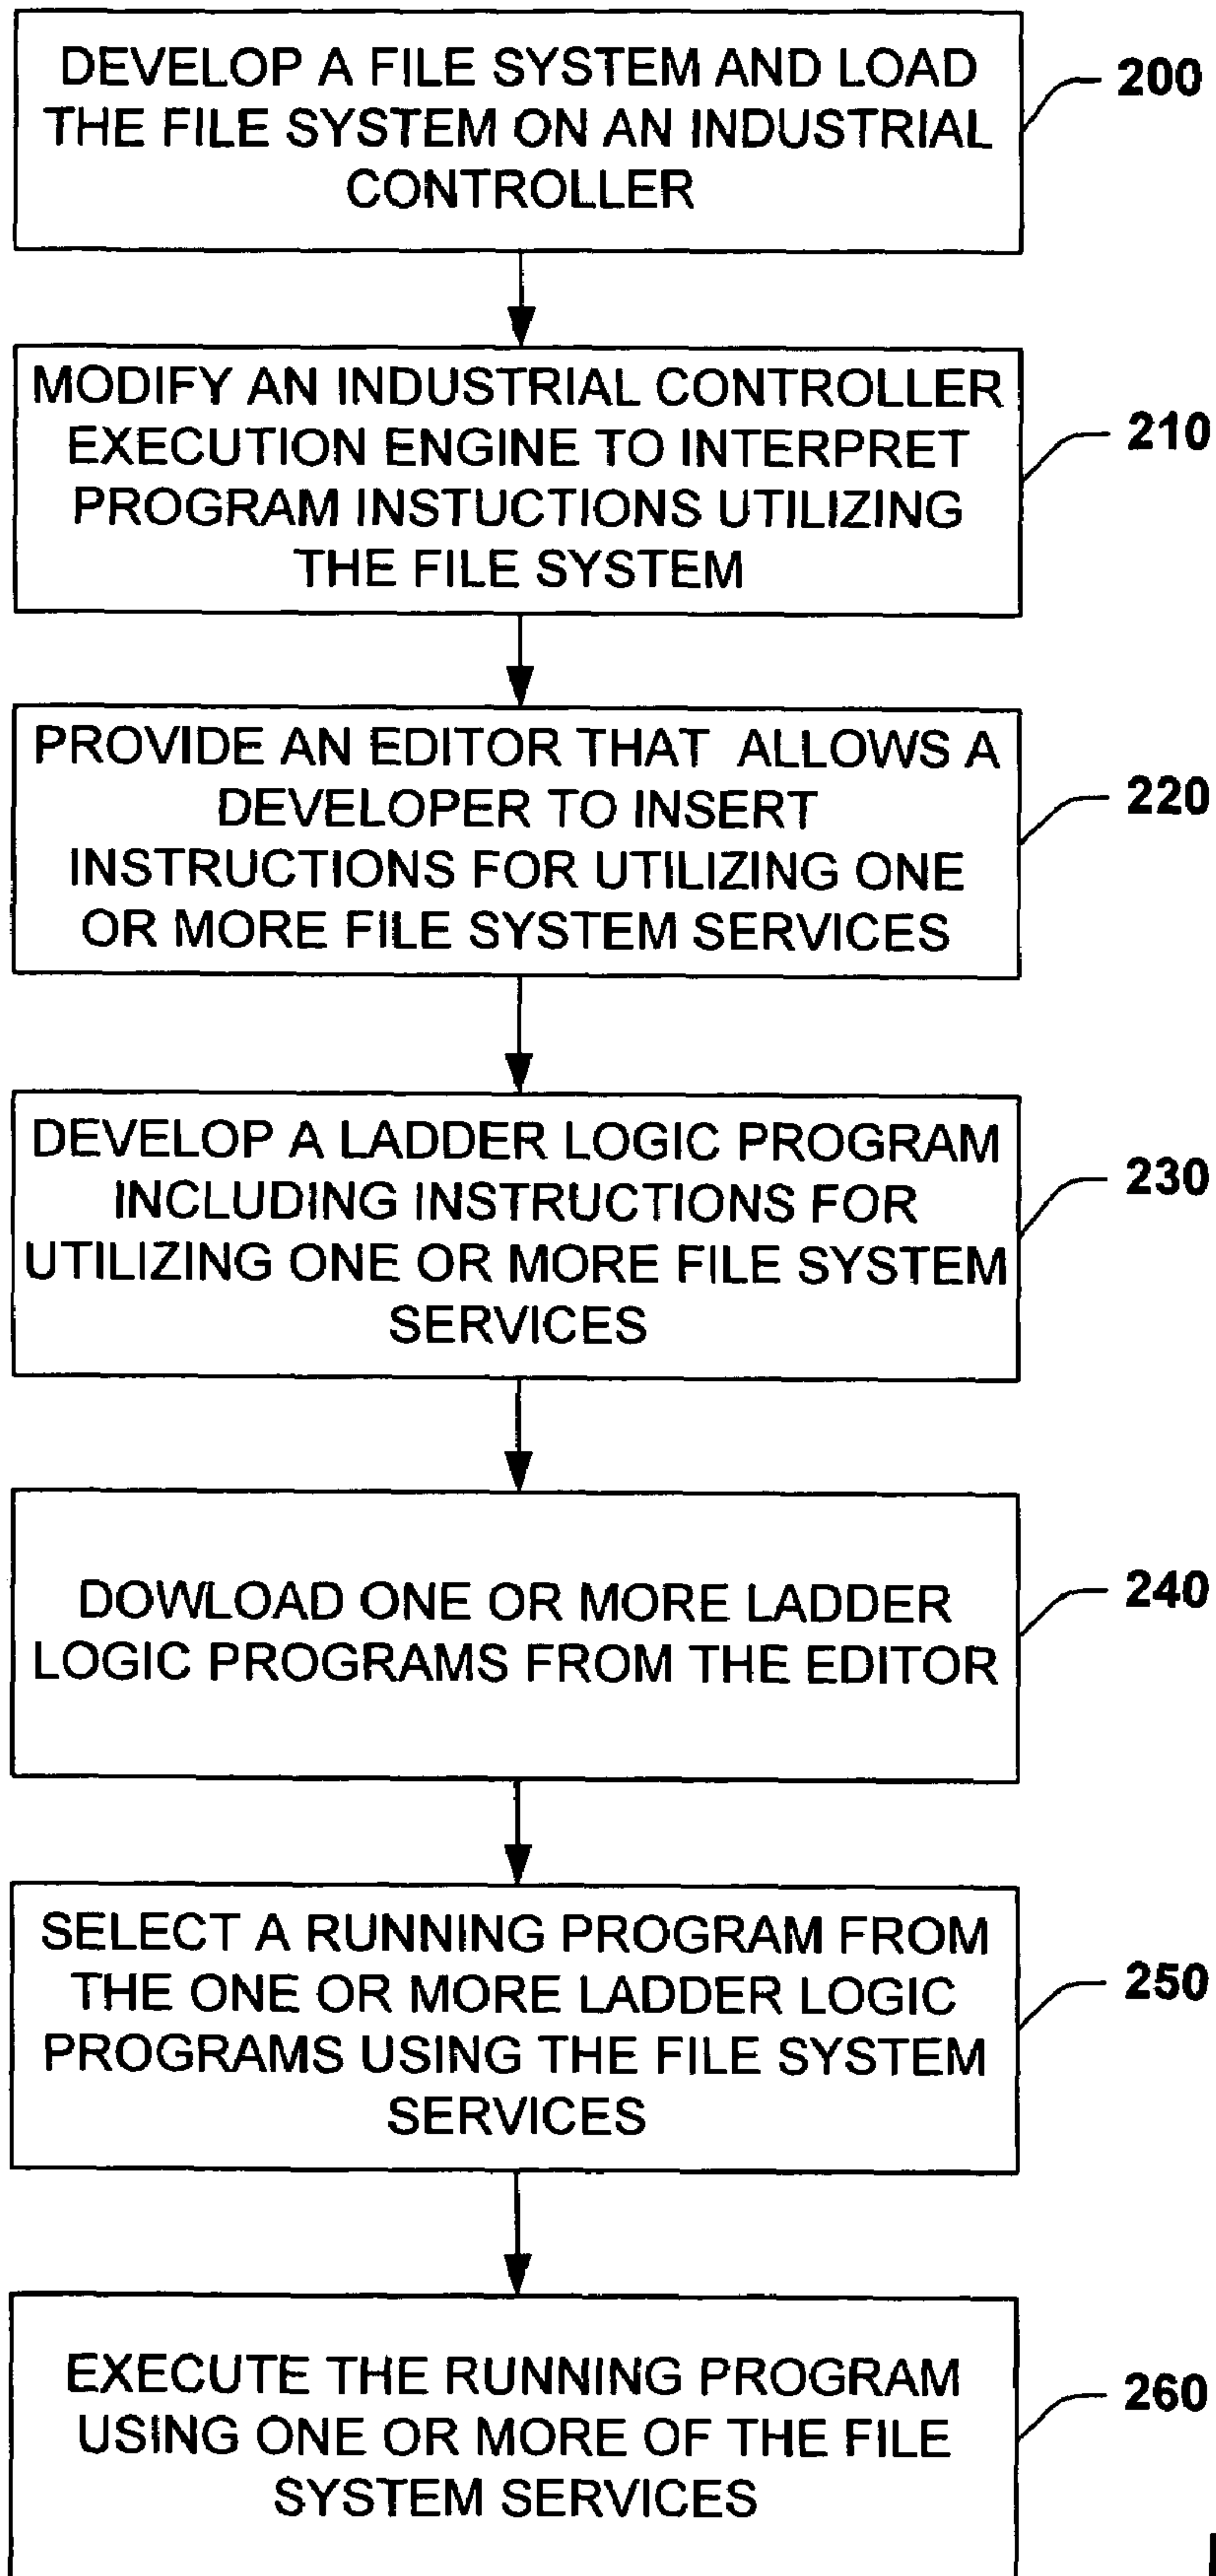 DEVELOP A FILE SYSTEM AND LOAD
THE FILE SYSTEM ON AN INDUSTRIAL
CONTROLLER
200
MODIFY AN INDUSTRIAL CONTROLLER
EXECUTION ENGINE TO INTERPRET
PROGRAM INSTUCTIONS UTILIZING
THE FILE SYSTEM
210
PROVIDE AN EDITOR THAT ALLOWS A
DEVELOPER TO INSERT
INSTRUCTIONS FOR UTILIZING ONE
OR MORE FILE SYSTEM SERVICES
220
DEVELOP A LADDER LOGIC PROGRAM
INCLUDING INSTRUCTIONS FOR
UTILIZING ONE OR MORE FILE SYSTEM
SERVICES
230
DOWLOAD ONE OR MORE LADDER
LOGIC PROGRAMS FROM THE EDITOR
240
SELECT A RUNNING PROGRAM FROM
THE ONE OR MORE LADDER LOGIC
PROGRAMS USING THE FILE SYSTEM
SERVICES
250
EXECUTE THE RUNNING PROGRAM
USING ONE OR MORE OF THE FILE
SYSTEM SERVICES
260